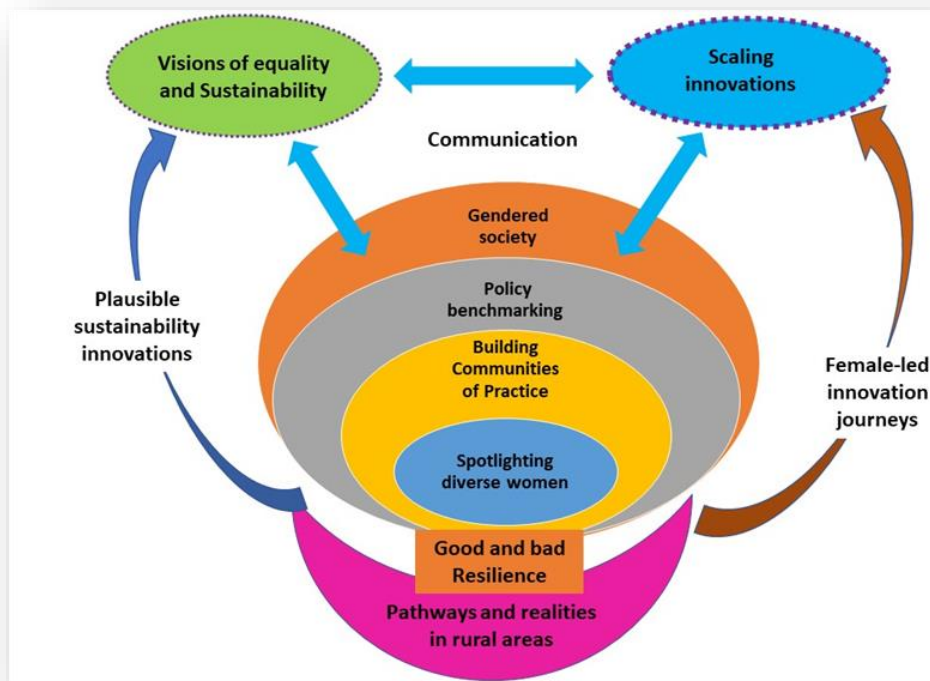 Visions of equality
and Sustainability
Scaling
innovations
Communication
Gendered
society
Policy
benchmarking
Building
Communities
of Practice
Plausible
sustainability
innovations
Female-led
innovation
journeys
Spotlighting
diverse women
Good and bad
Resilience
Pathways and realities
in rural areas